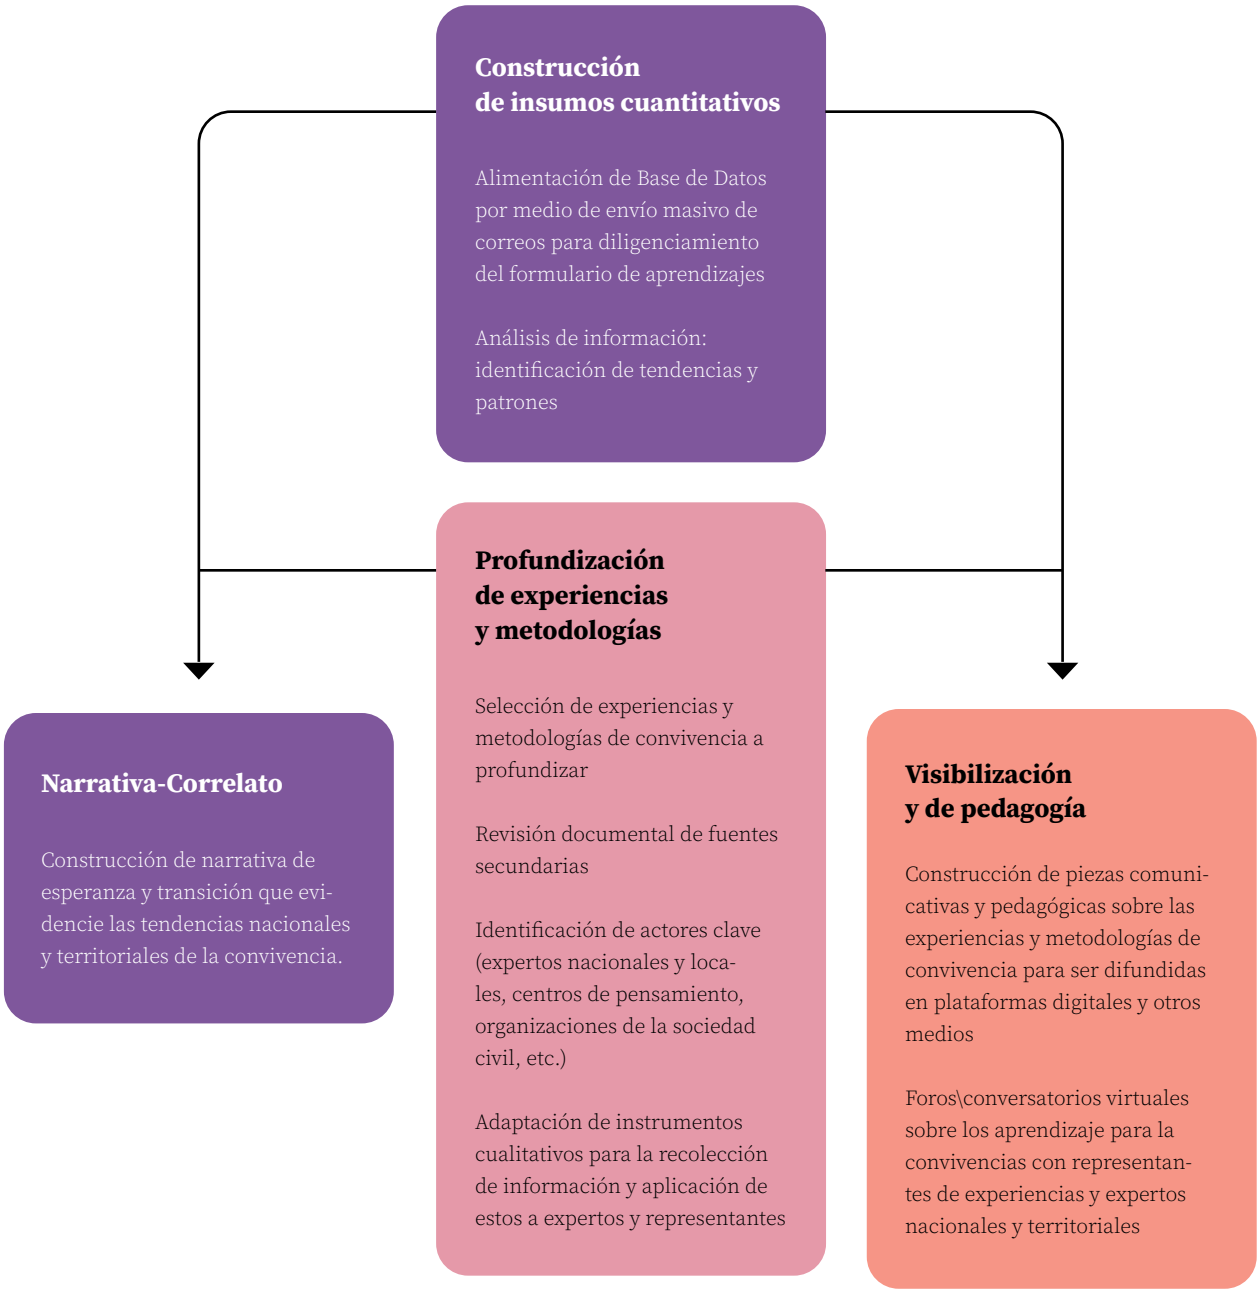 Construcción
de insumos cuantitativos
Alimentación de Base de Datos
por medio de envío masivo de
correos para diligenciamiento
del formulario de aprendizajes
Análisis de información:
identificación de tendencias y
patrones
Profundización
de experiencias
y metodologías
Selección de experiencias y
metodologías de convivencia a
profundizar
Revisión documental de fuentes
secundarias
Identificación de actores clave
(expertos nacionales y loca-
les, centros de pensamiento,
organizaciones de la sociedad
civil, etc.)
Adaptación de instrumentos
cualitativos para la recolección
de información y aplicación de
estos a expertos y representantes
Narrativa-Correlato
Construcción de narrativa de
esperanza y transición que evi-
dencie las tendencias nacionales
y territoriales de la convivencia.
Visibilización
y de pedagogía
Construcción de piezas comuni-
cativas y pedagógicas sobre las
experiencias y metodologías de
convivencia para ser difundidas
en plataformas digitales y otros
medios
Foros\conversatorios virtuales
sobre los aprendizaje para la
convivencias con representan-
tes de experiencias y expertos
nacionales y territoriales